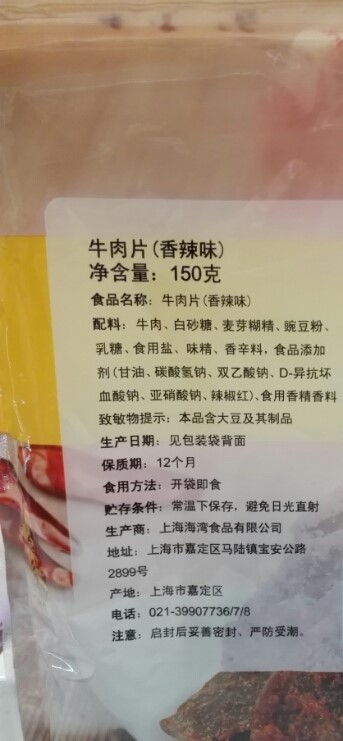 牛肉片(香辣味)
净含量：150克
食品名称：牛肉片(香辣味)
配料：牛肉、白砂糖、麦芽糊精、豌豆粉、
乳糖、食用盐、味精、香辛料，食品添加
剂(甘油、碳酸氢钠、双乙酸钠、D-异抗坏
血酸钠、亚硝酸钠、辣椒红)、食用香精香料
致敏物提示：本品含大豆及其制品
生产日期：见包装袋背面
保质期：12个月
食用方法：开袋即食
贮存条件：常温下保存，避免日光直射
生产商：上海海湾食品有限公司
地址：上海市嘉定区马陆镇宝安公路
2899号
产地：上海市嘉定区
电话：021-39907736/7/8
注意：启封后妥善密封、严防受潮。